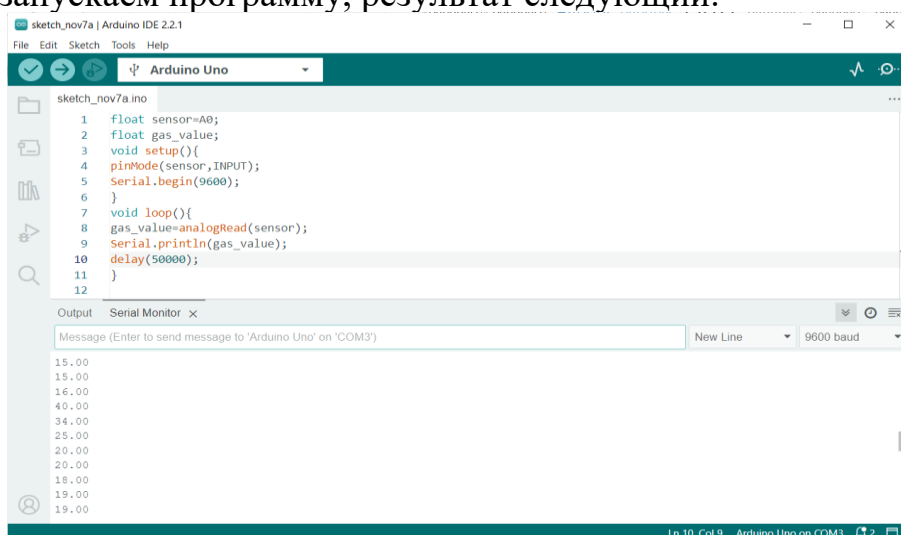 запускаем программу, результат следующий:
sketch_nov7a | Arduino IDE 2.2.1
File Edit Sketch Tools Help
Arduino Uno
sketch_nov7a.ino
1 float sensor=A0;
2 float gas_value;
3 void setup(){
4 pinMode(sensor,INPUT);
5 Serial.begin(9600);
6 }
7 void loop(){
8 gas_value=analogRead(sensor);
9 Serial.println(gas_value);
10 delay(50000);
11 }
12
Output Serial Monitor
Message (Enter to send message to 'Arduino Uno' on 'COM3') New Line 9600 baud
15.00
15.00
16.00
40.00
34.00
25.00
20.00
20.00
18.00
19.00
19.00
Ln 10, Col 9 Arduino Uno on COM3 2